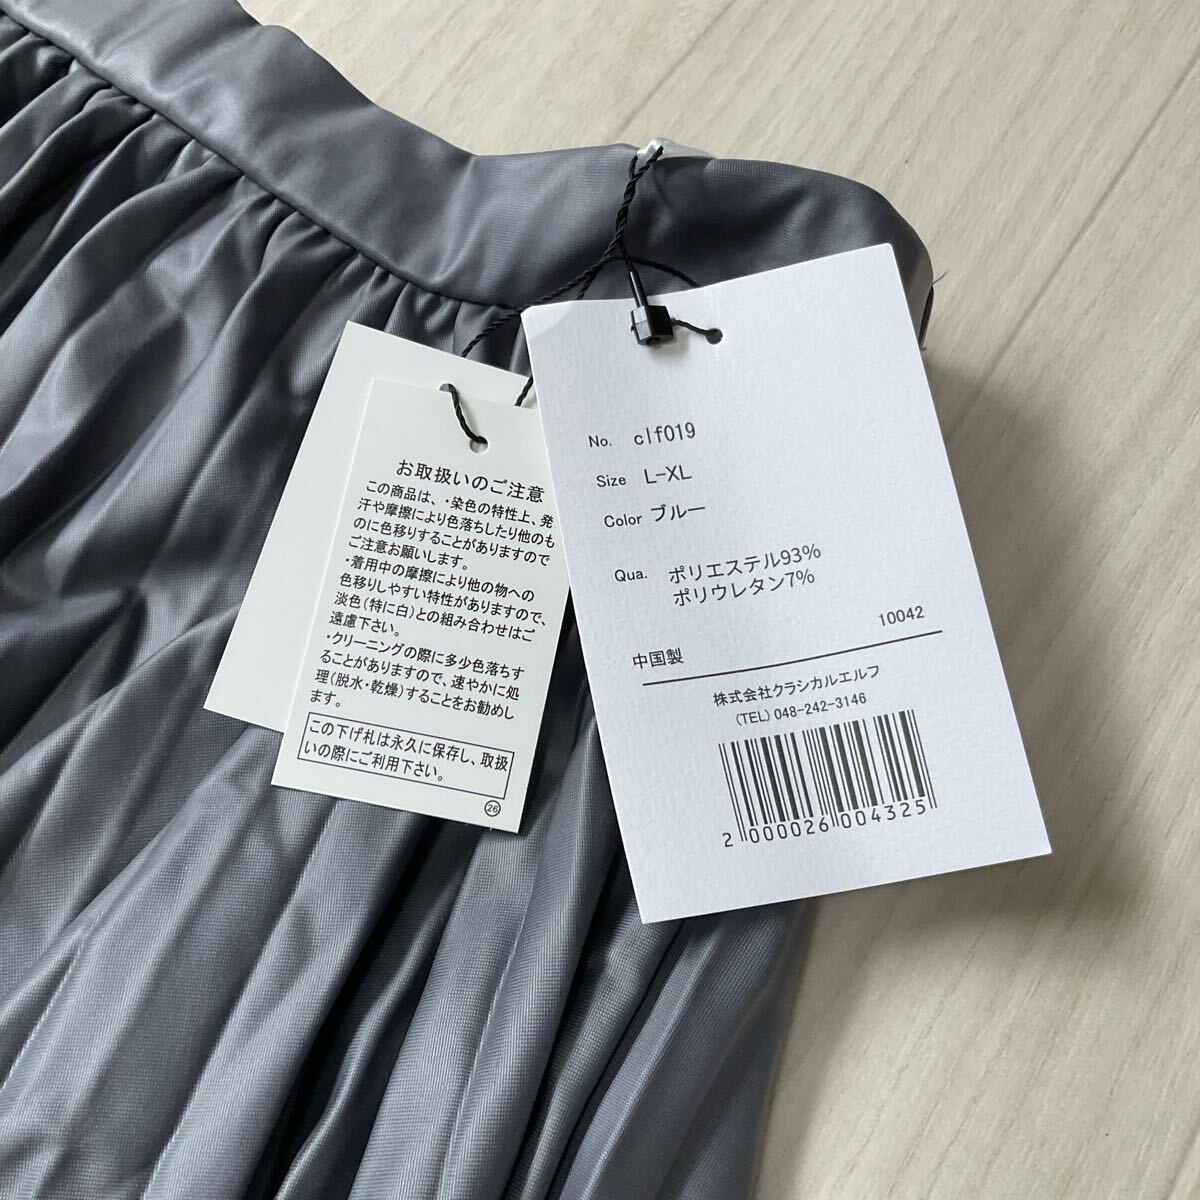 お取扱いのご注意
この商品は、・染色の特性上、発
汗や摩擦により色落ちしたり他のも
のに色移りすることがありますので
ご注意お願いします。
・着用中の摩擦により他の物への
色移りしやすい特性がありますので、
淡色（特に白）との組み合わせはご
遠慮下さい。
・クリーニングの際に多少色落ちす
ることがありますので、速やかに処
理（脱水・乾燥）することをお勧めし
ます。
この下げ札は永久に保存し、取扱
いの際にご利用下さい。
㉖
No. clf019
Size L-XL
Color ブルー
Qua. ポリエステル93%
ポリウレタン7%
10042
中国製
株式会社クラシカルエルフ
（TEL）048-242-3146
2 000026 004325